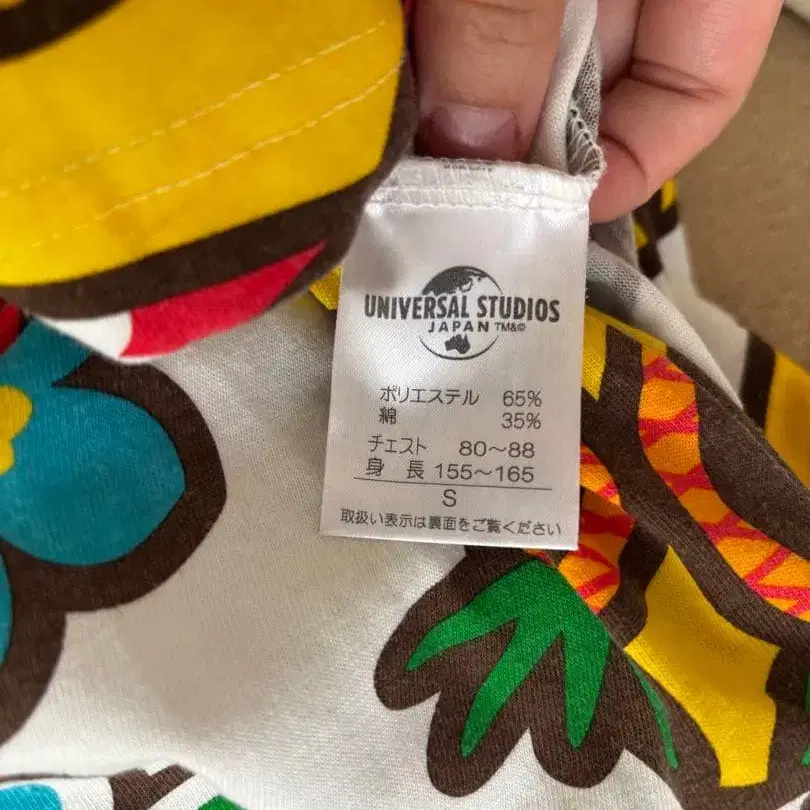 UNIVERSAL STUDIOS
JAPAN TM&©
ポリエステル 65%
綿 35%
チェスト 80～88
身 長 155～165
S
取扱い表示は裏面をご覧ください